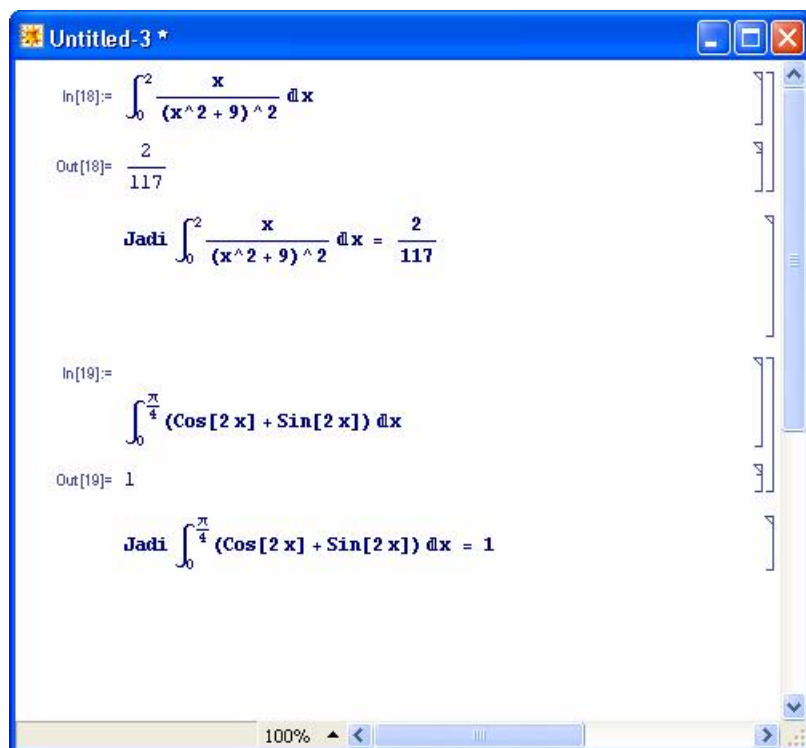 Untitled-3 *
In[18]:= ∫₀² x/(x^2 + 9)^2 ⅆx
Out[18]= 2/117
Jadi ∫₀² x/(x^2 + 9)^2 ⅆx = 2/117
In[19]:=
∫₀^(π/4) (Cos[2 x] + Sin[2 x]) ⅆx
Out[19]= 1
Jadi ∫₀^(π/4) (Cos[2 x] + Sin[2 x]) ⅆx = 1
100%